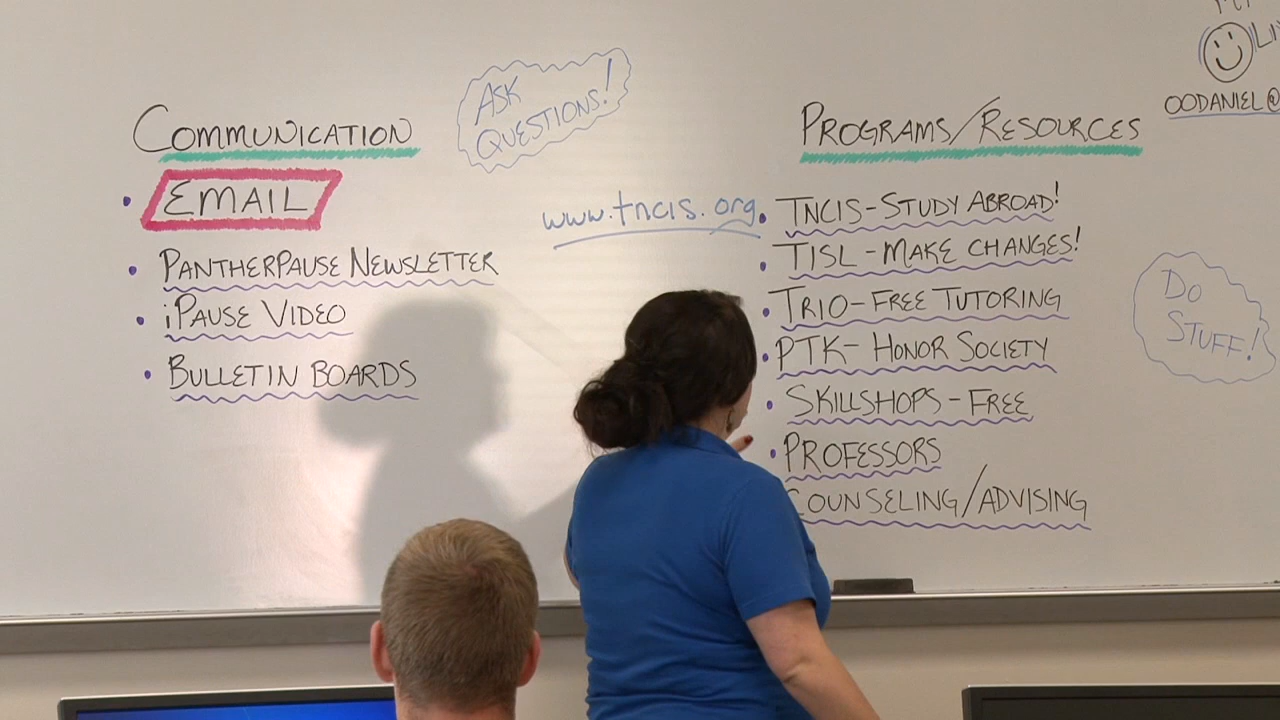 COMMUNICATION
EMAIL
PANTHERPAUSE NEWSLETTER
iPAUSE VIDEO
BULLETIN BOARDS
ASK
QUESTIONS!
www.tncis.org
PROGRAMS/RESOURCES
TNCIS-STUDY ABROAD!
TISL-MAKE CHANGES!
TRIO-FREE TUTORING
PTK-HONOR SOCIETY
SKILLSHOPS-FREE
PROFESSORS
COUNSELING/ADVISING
OODANIEL@
DO
STUFF!